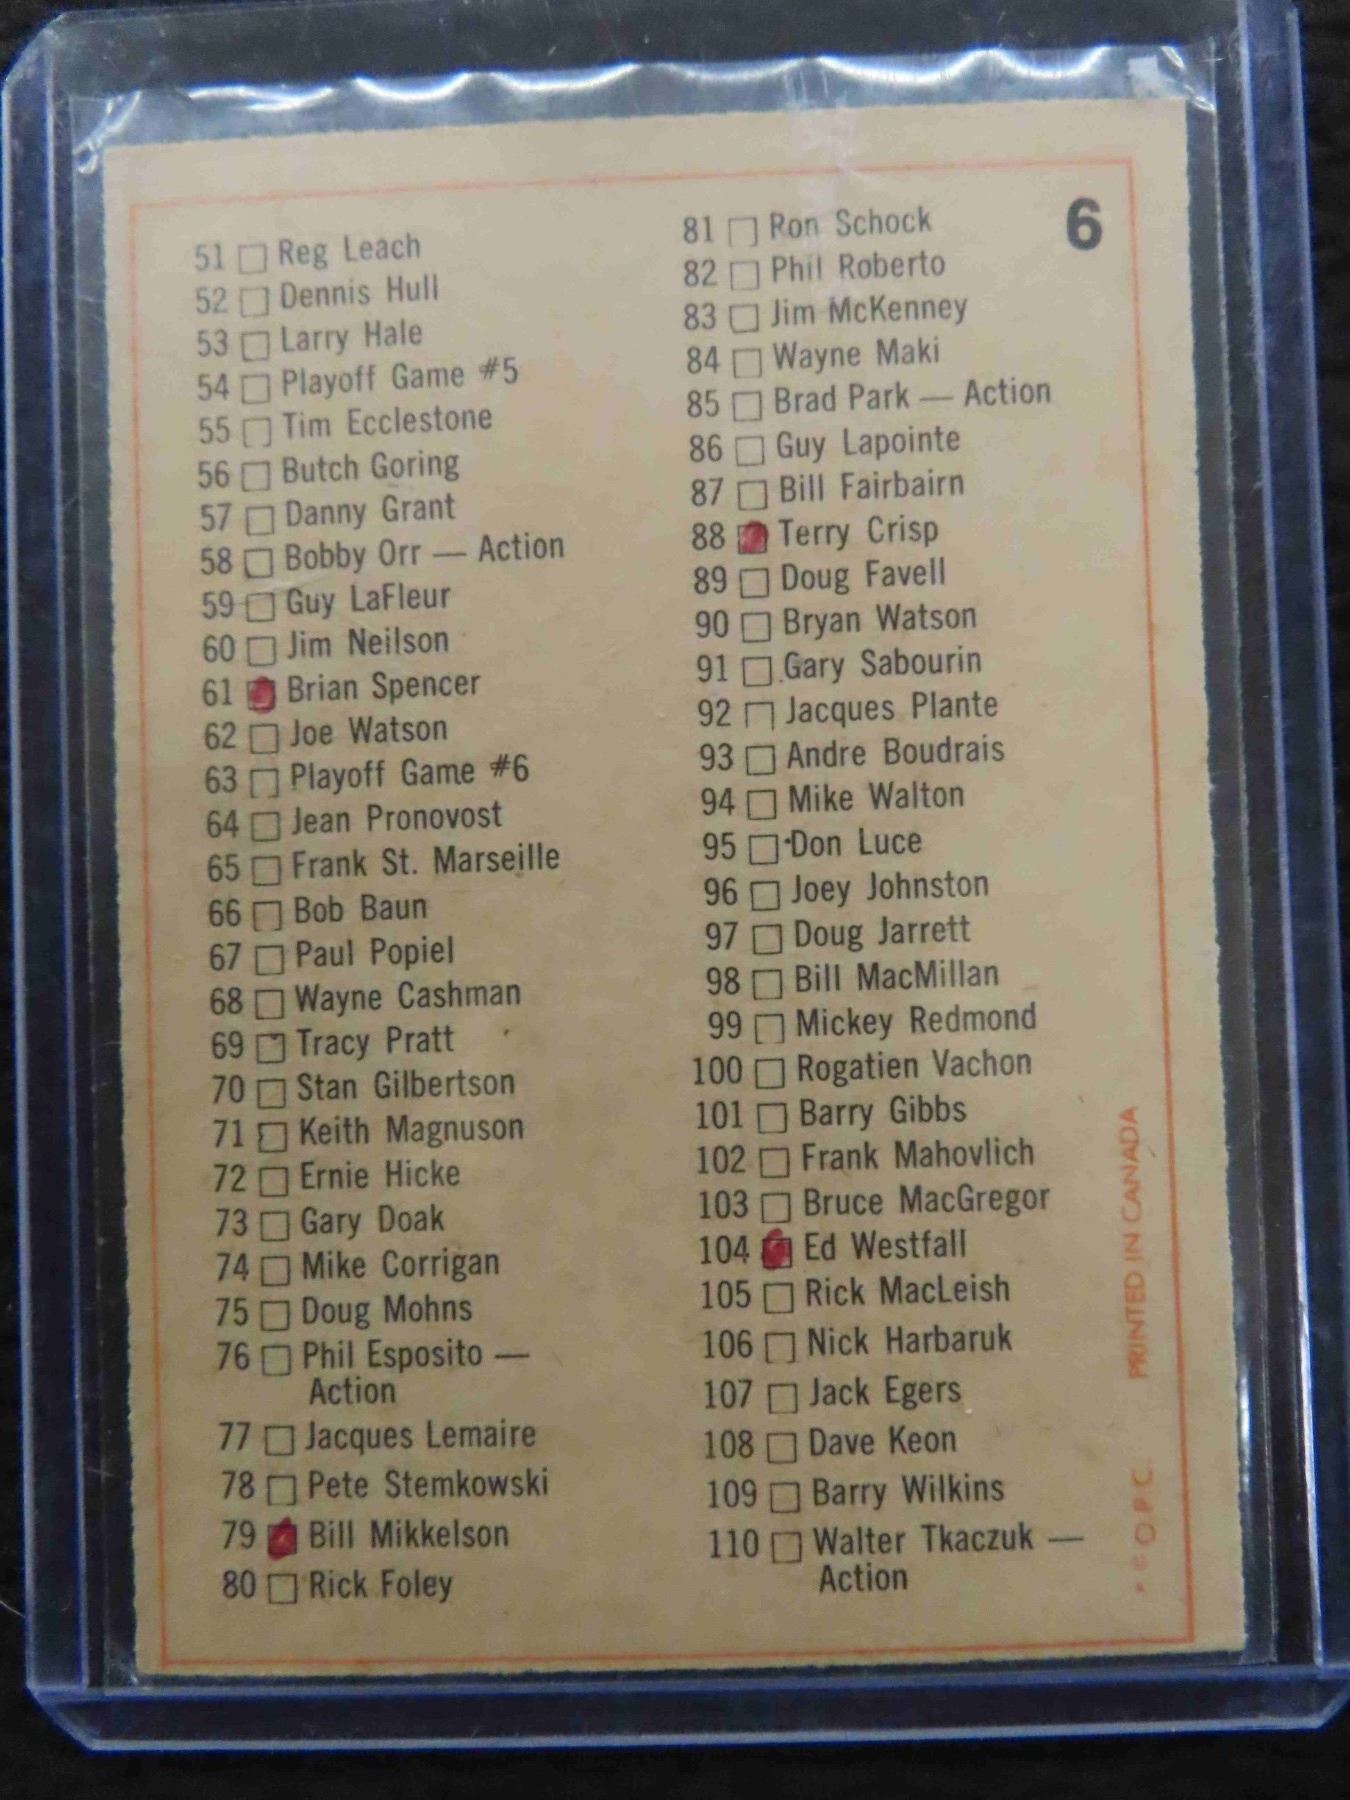 6
51 Reg Leach
52 Dennis Hull
53 Larry Hale
54 Playoff Game #5
55 Tim Ecclestone
56 Butch Goring
57 Danny Grant
58 Bobby Orr — Action
59 Guy LaFleur
60 Jim Neilson
61 Brian Spencer
62 Joe Watson
63 Playoff Game #6
64 Jean Pronovost
65 Frank St. Marseille
66 Bob Baun
67 Paul Popiel
68 Wayne Cashman
69 Tracy Pratt
70 Stan Gilbertson
71 Keith Magnuson
72 Ernie Hicke
73 Gary Doak
74 Mike Corrigan
75 Doug Mohns
76 Phil Esposito —
Action
77 Jacques Lemaire
78 Pete Stemkowski
79 Bill Mikkelson
80 Rick Foley
81 Ron Schock
82 Phil Roberto
83 Jim McKenney
84 Wayne Maki
85 Brad Park — Action
86 Guy Lapointe
87 Bill Fairbairn
88 Terry Crisp
89 Doug Favell
90 Bryan Watson
91 Gary Sabourin
92 Jacques Plante
93 Andre Boudrais
94 Mike Walton
95 Don Luce
96 Joey Johnston
97 Doug Jarrett
98 Bill MacMillan
99 Mickey Redmond
100 Rogatien Vachon
101 Barry Gibbs
102 Frank Mahovlich
103 Bruce MacGregor
104 Ed Westfall
105 Rick MacLeish
106 Nick Harbaruk
107 Jack Egers
108 Dave Keon
109 Barry Wilkins
110 Walter Tkaczuk —
Action
O.P.C. PRINTED IN CANADA